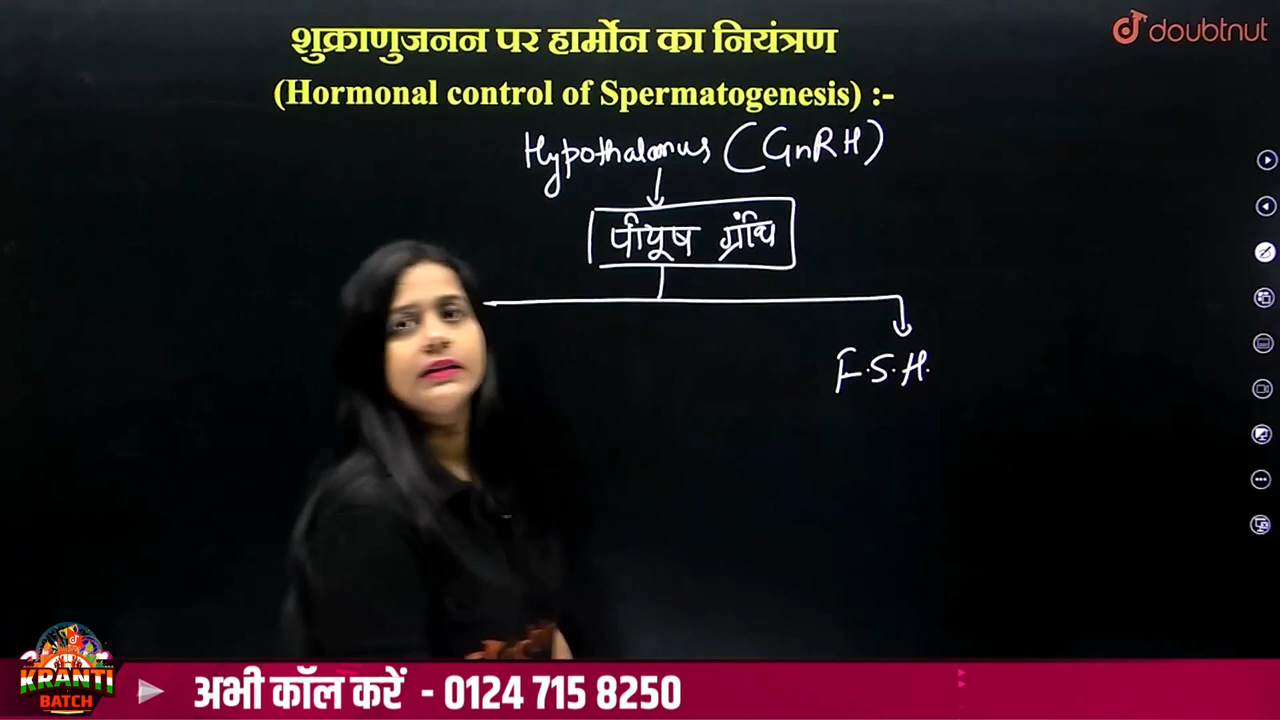 शुक्राणुजनन पर हार्मोन का नियंत्रण
doubtnut
(Hormonal control of Spermatogenesis) :-
Hypothalamus (GnRH)
पीयूष ग्रंथि
F.S.H.
KRANTI
BATCH
अभी कॉल करें - 0124 715 8250